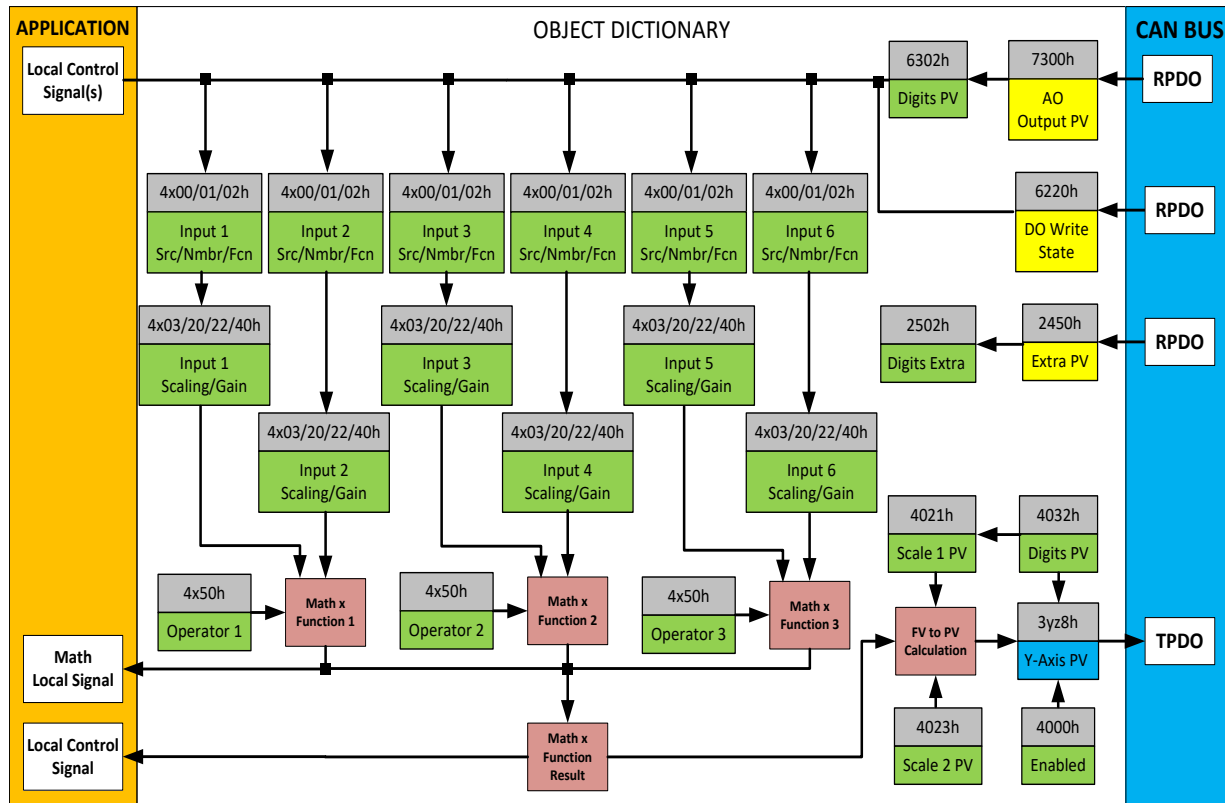 APPLICATION
OBJECT DICTIONARY
CAN BUS
Local Control
Signal(s)
6302h
Digits PV
7300h
AO
Output PV
RPDO
4x00/01/02h
Input 1
Src/Nmbr/Fcn
4x00/01/02h
Input 2
Src/Nmbr/Fcn
4x00/01/02h
Input 3
Src/Nmbr/Fcn
4x00/01/02h
Input 4
Src/Nmbr/Fcn
4x00/01/02h
Input 5
Src/Nmbr/Fcn
4x00/01/02h
Input 6
Src/Nmbr/Fcn
6220h
DO Write
State
RPDO
4x03/20/22/40h
Input 1
Scaling/Gain
4x03/20/22/40h
Input 3
Scaling/Gain
4x03/20/22/40h
Input 5
Scaling/Gain
2502h
Digits Extra
2450h
Extra PV
RPDO
4x03/20/22/40h
Input 2
Scaling/Gain
4x03/20/22/40h
Input 4
Scaling/Gain
4x03/20/22/40h
Input 6
Scaling/Gain
4021h
Scale 1 PV
4032h
Digits PV
4x50h
Operator 1
Math x
Function 1
4x50h
Operator 2
Math x
Function 2
4x50h
Operator 3
Math x
Function 3
FV to PV
Calculation
3yz8h
Y-Axis PV
TPDO
Math
Local Signal
Local Control
Signal
Math x
Function
Result
4023h
Scale 2 PV
4000h
Enabled